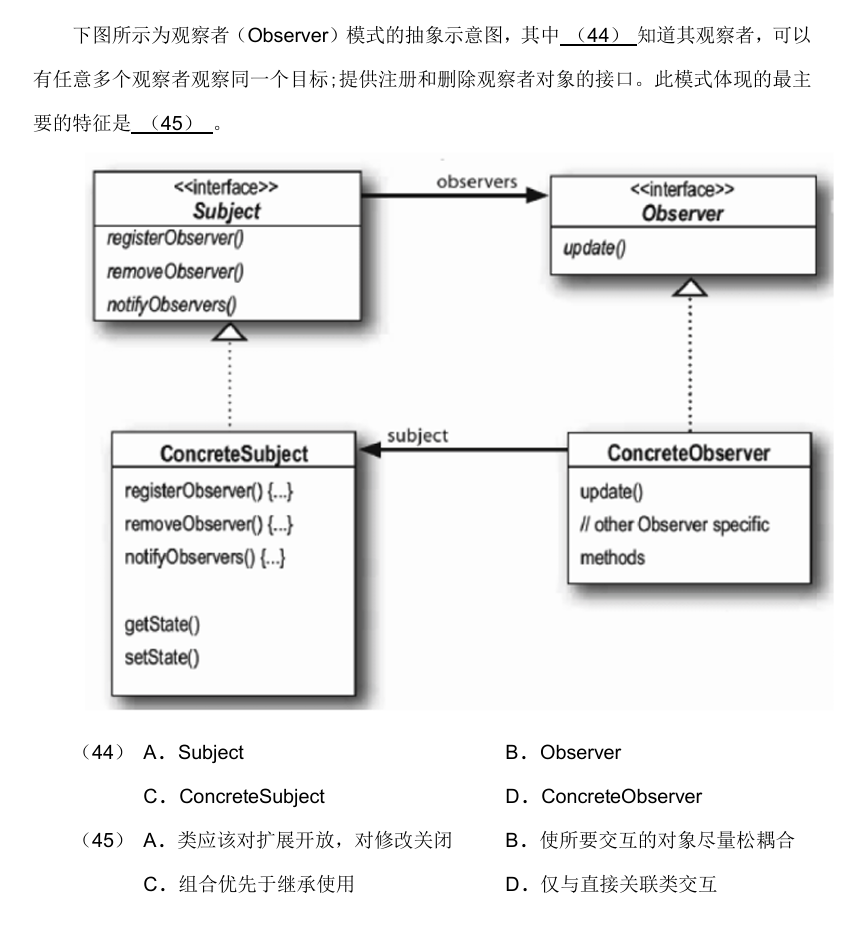 下图所示为观察者（Observer）模式的抽象示意图，其中 （44） 知道其观察者，可以
有任意多个观察者观察同一个目标;提供注册和删除观察者对象的接口。此模式体现的最主
要的特征是 （45） 。
<<interface>>
Subject
registerObserver()
removeObserver()
notifyObservers()
observers
<<interface>>
Observer
update()
ConcreteSubject
registerObserver() {...}
removeObserver() {...}
notifyObservers() {...}
getState()
setState()
subject
ConcreteObserver
update()
// other Observer specific
methods
（44） A．Subject B．Observer
C．ConcreteSubject D．ConcreteObserver
（45） A．类应该对扩展开放，对修改关闭 B．使所要交互的对象尽量松耦合
C．组合优先于继承使用 D．仅与直接关联类交互